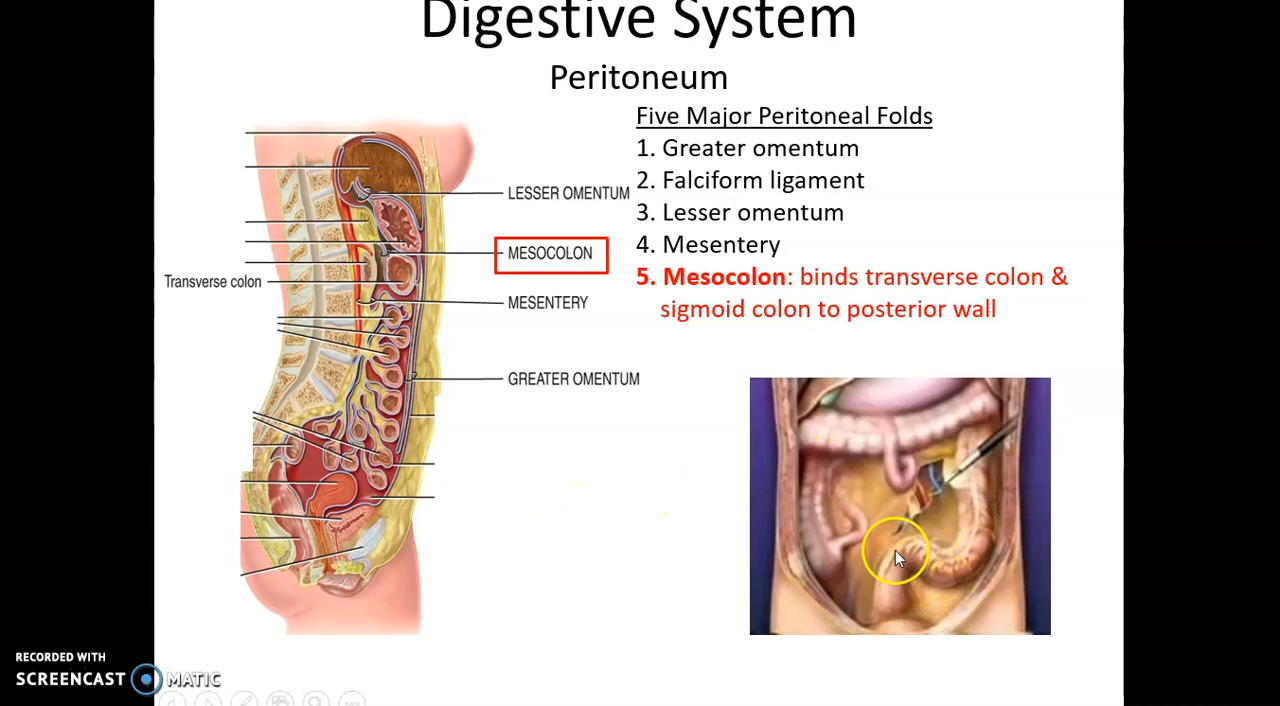 Digestive System
Peritoneum
Five Major Peritoneal Folds
1. Greater omentum
2. Falciform ligament
3. Lesser omentum
4. Mesentery
5. Mesocolon: binds transverse colon &
sigmoid colon to posterior wall
LESSER OMENTUM
MESOCOLON
Transverse colon
MESENTERY
GREATER OMENTUM
RECORDED WITH
SCREENCAST MATIC